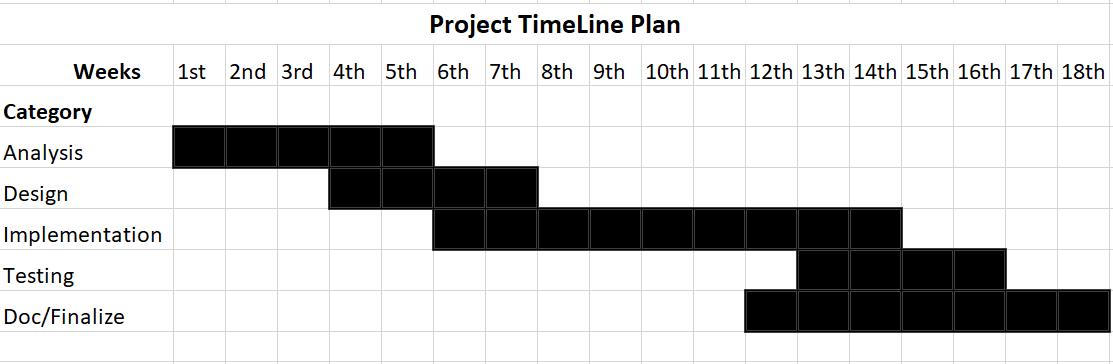 Project TimeLine Plan
Weeks 1st 2nd 3rd 4th 5th 6th 7th 8th 9th 10th 11th 12th 13th 14th 15th 16th 17th 18th
Category
Analysis
Design
Implementation
Testing
Doc/Finalize